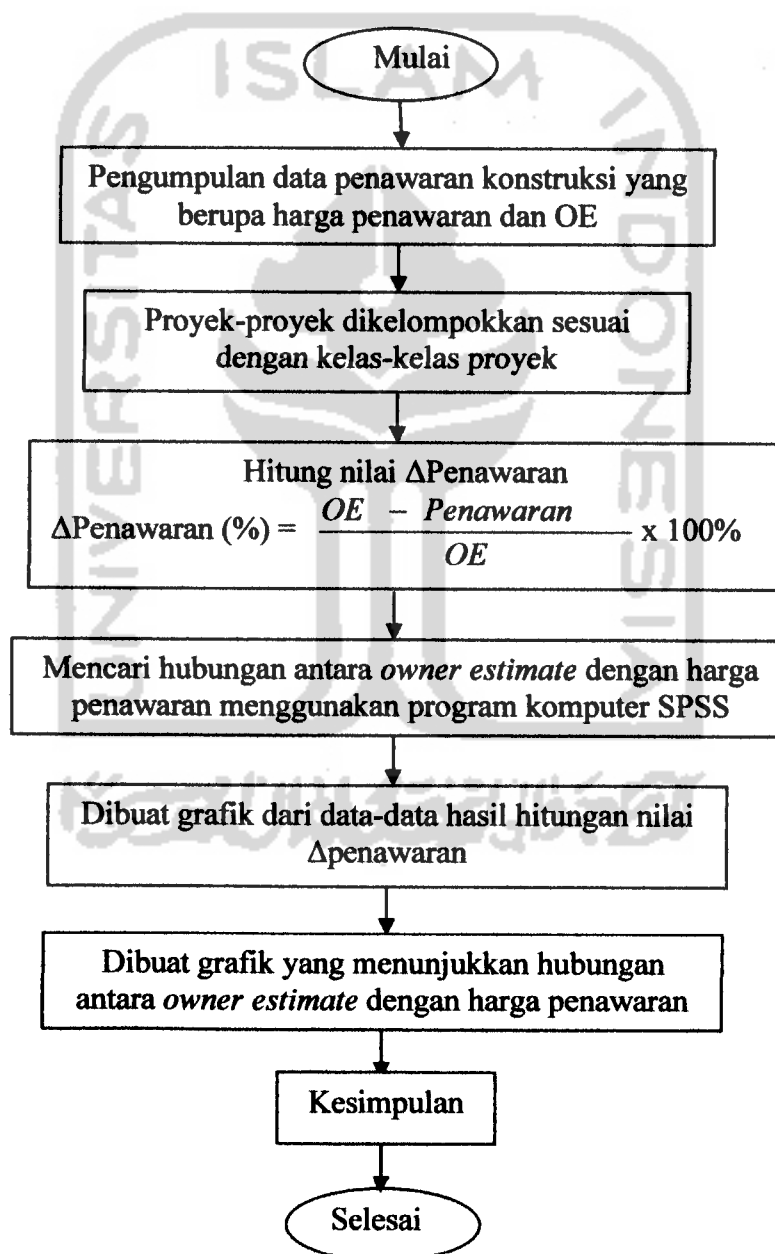 Mulai
Pengumpulan data penawaran konstruksi yang
berupa harga penawaran dan OE
Proyek-proyek dikelompokkan sesuai
dengan kelas-kelas proyek
Hitung nilai ΔPenawaran
ΔPenawaran (%) = OE - Penawaran / OE x 100%
Mencari hubungan antara owner estimate dengan harga
penawaran menggunakan program komputer SPSS
Dibuat grafik dari data-data hasil hitungan nilai
Δpenawaran
Dibuat grafik yang menunjukkan hubungan
antara owner estimate dengan harga penawaran
Kesimpulan
Selesai
UNIVERSITAS
ISLAM
INDONESIA